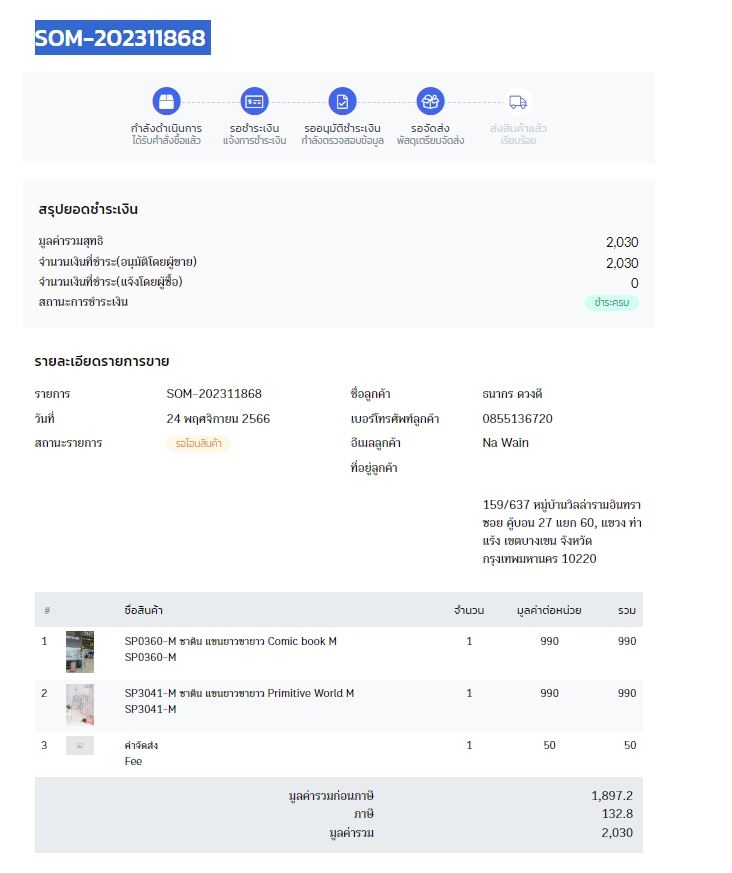 SOM-202311868
กำลังดำเนินการ
ได้รับคำสั่งซื้อแล้ว
รอชำระเงิน
แจ้งการชำระเงิน
รออนุมัติชำระเงิน
กำลังตรวจสอบข้อมูล
รอจัดส่ง
พัสดุเตรียมจัดส่ง
ส่งสินค้าแล้ว
เรียบร้อย
สรุปยอดชำระเงิน
มูลค่ารวมสุทธิ 2,030
จำนวนเงินที่ชำระ(อนุมัติโดยผู้ขาย) 2,030
จำนวนเงินที่ชำระ(แจ้งโดยผู้ซื้อ) 0
สถานะการชำระเงิน ชำระครบ
รายละเอียดรายการขาย
รายการ SOM-202311868 ชื่อลูกค้า ธนากร ดวงดี
วันที่ 24 พฤศจิกายน 2566 เบอร์โทรศัพท์ลูกค้า 0855136720
สถานะรายการ รอโอนสินค้า อีเมลลูกค้า Na Wain
ที่อยู่ลูกค้า
159/637 หมู่บ้านวิลล่ารามอินทรา
ซอย คู้บอน 27 แยก 60, แขวง ท่า
แร้ง เขตบางเขน จังหวัด
กรุงเทพมหานคร 10220
# ชื่อสินค้า จำนวน มูลค่าต่อหน่วย รวม
1 SP0360-M ซาติน แขนยาวขายาว Comic book M 1 990 990
SP0360-M
2 SP3041-M ซาติน แขนยาวขายาว Primitive World M 1 990 990
SP3041-M
3 ค่าจัดส่ง 1 50 50
Fee
มูลค่ารวมก่อนภาษี 1,897.2
ภาษี 132.8
มูลค่ารวม 2,030